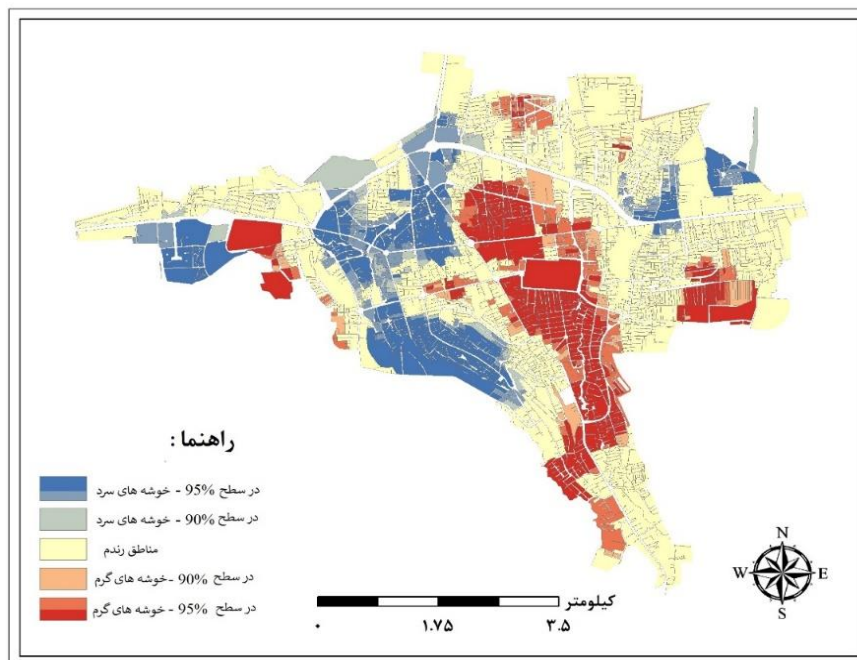 راهنما :
در سطح 95% - خوشه های سرد
در سطح 90% - خوشه های سرد
مناطق رندم
در سطح 90% - خوشه های گرم
در سطح 95% - خوشه های گرم
کیلومتر
۰ ۱.۷۵ ۳.۵
N
W E
S